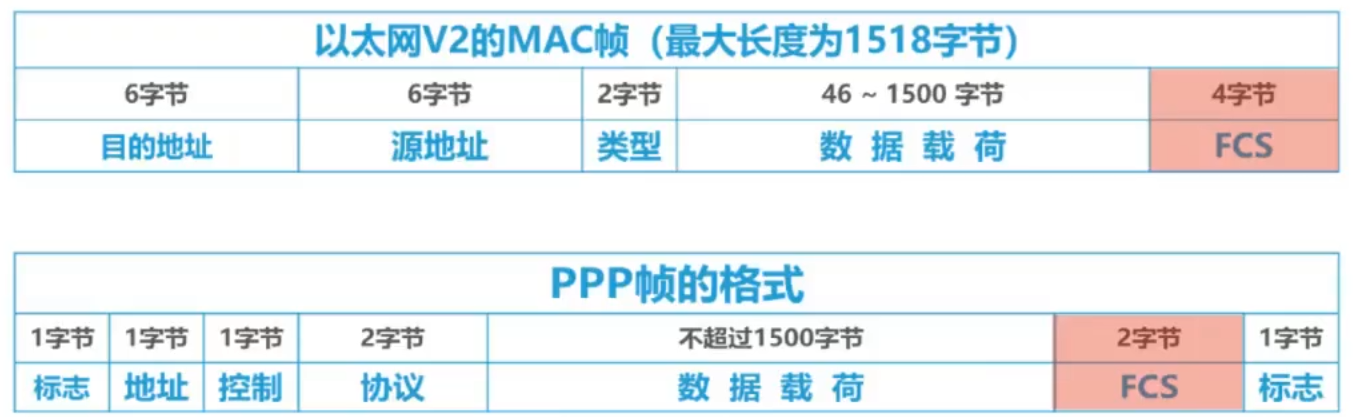 以太网V2的MAC帧（最大长度为1518字节）
6字节 6字节 2字节 46 ~ 1500 字节 4字节
目的地址 源地址 类型 数 据 载 荷 FCS
PPP帧的格式
1字节 1字节 1字节 2字节 不超过1500字节 2字节 1字节
标志 地址 控制 协议 数 据 载 荷 FCS 标志